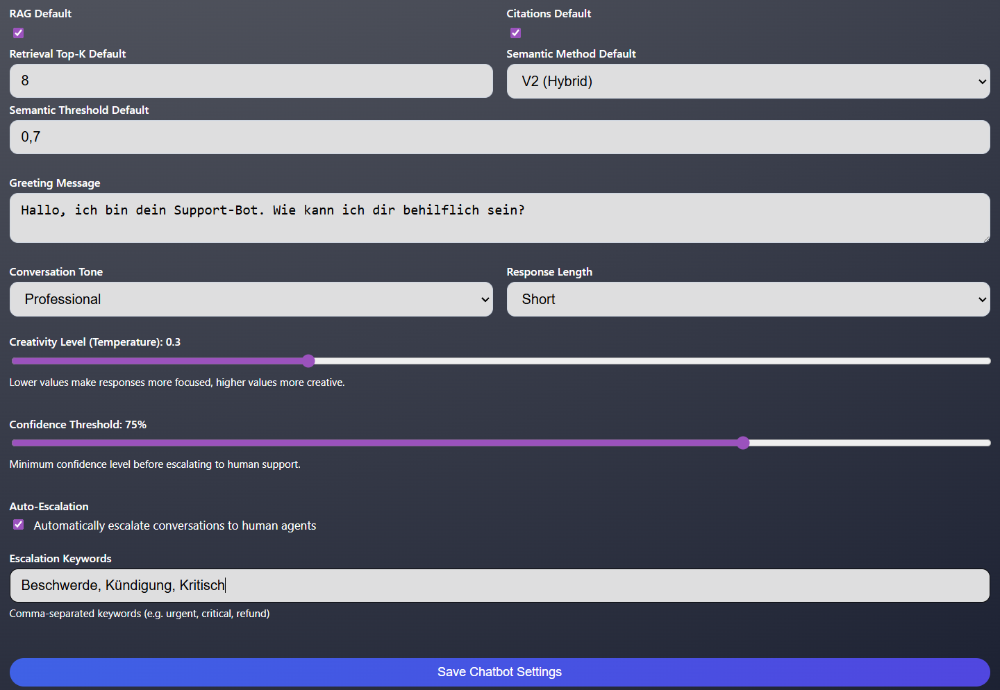 RAG Default
Citations Default
Retrieval Top-K Default
Semantic Method Default
8
V2 (Hybrid)
Semantic Threshold Default
0,7
Greeting Message
Hallo, ich bin dein Support-Bot. Wie kann ich dir behilflich sein?
Conversation Tone
Response Length
Professional
Short
Creativity Level (Temperature): 0.3
Lower values make responses more focused, higher values more creative.
Confidence Threshold: 75%
Minimum confidence level before escalating to human support.
Auto-Escalation
Automatically escalate conversations to human agents
Escalation Keywords
Beschwerde, Kündigung, Kritisch
Comma-separated keywords (e.g. urgent, critical, refund)
Save Chatbot Settings